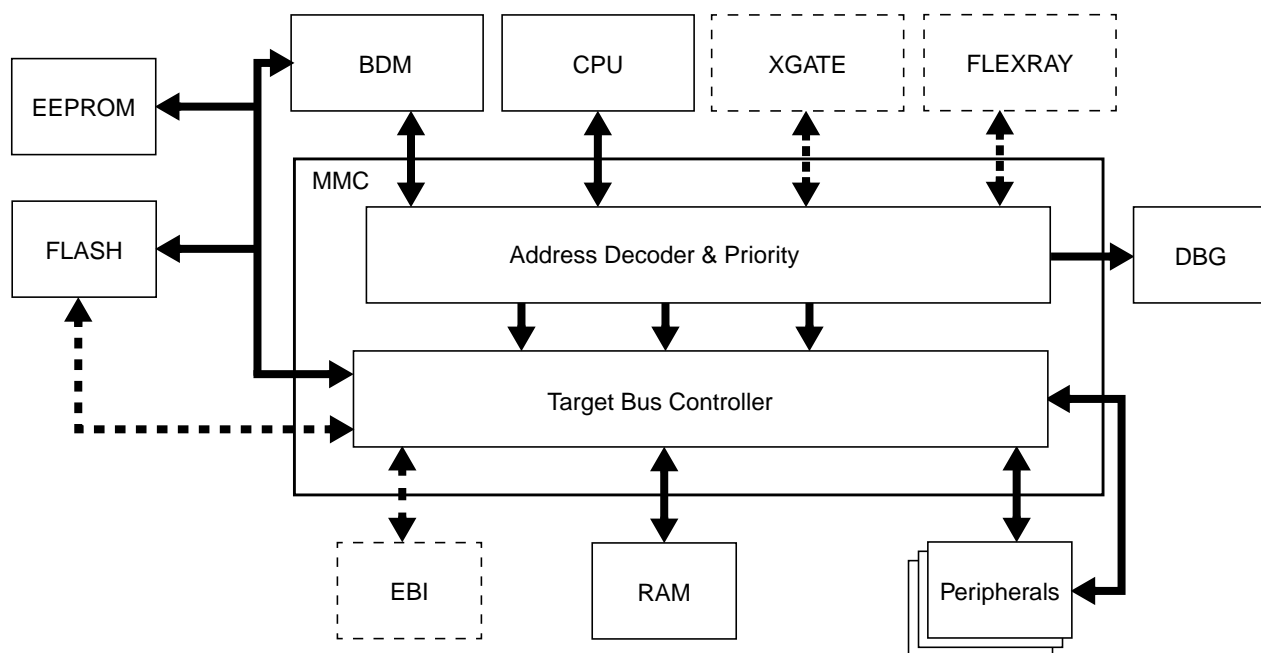 BDM
CPU
XGATE
FLEXRAY
EEPROM
MMC
FLASH
Address Decoder & Priority
DBG
Target Bus Controller
EBI
RAM
Peripherals